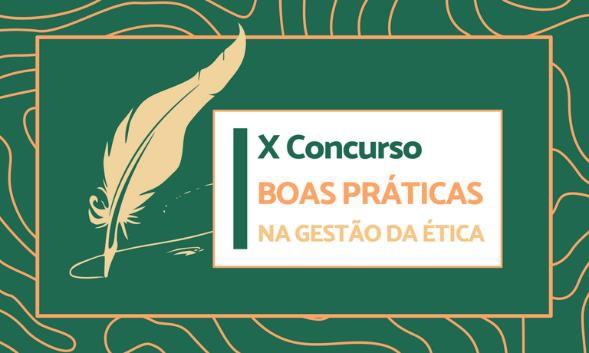 X Concurso
BOAS PRÁTICAS
NA GESTÃO DA ÉTICA